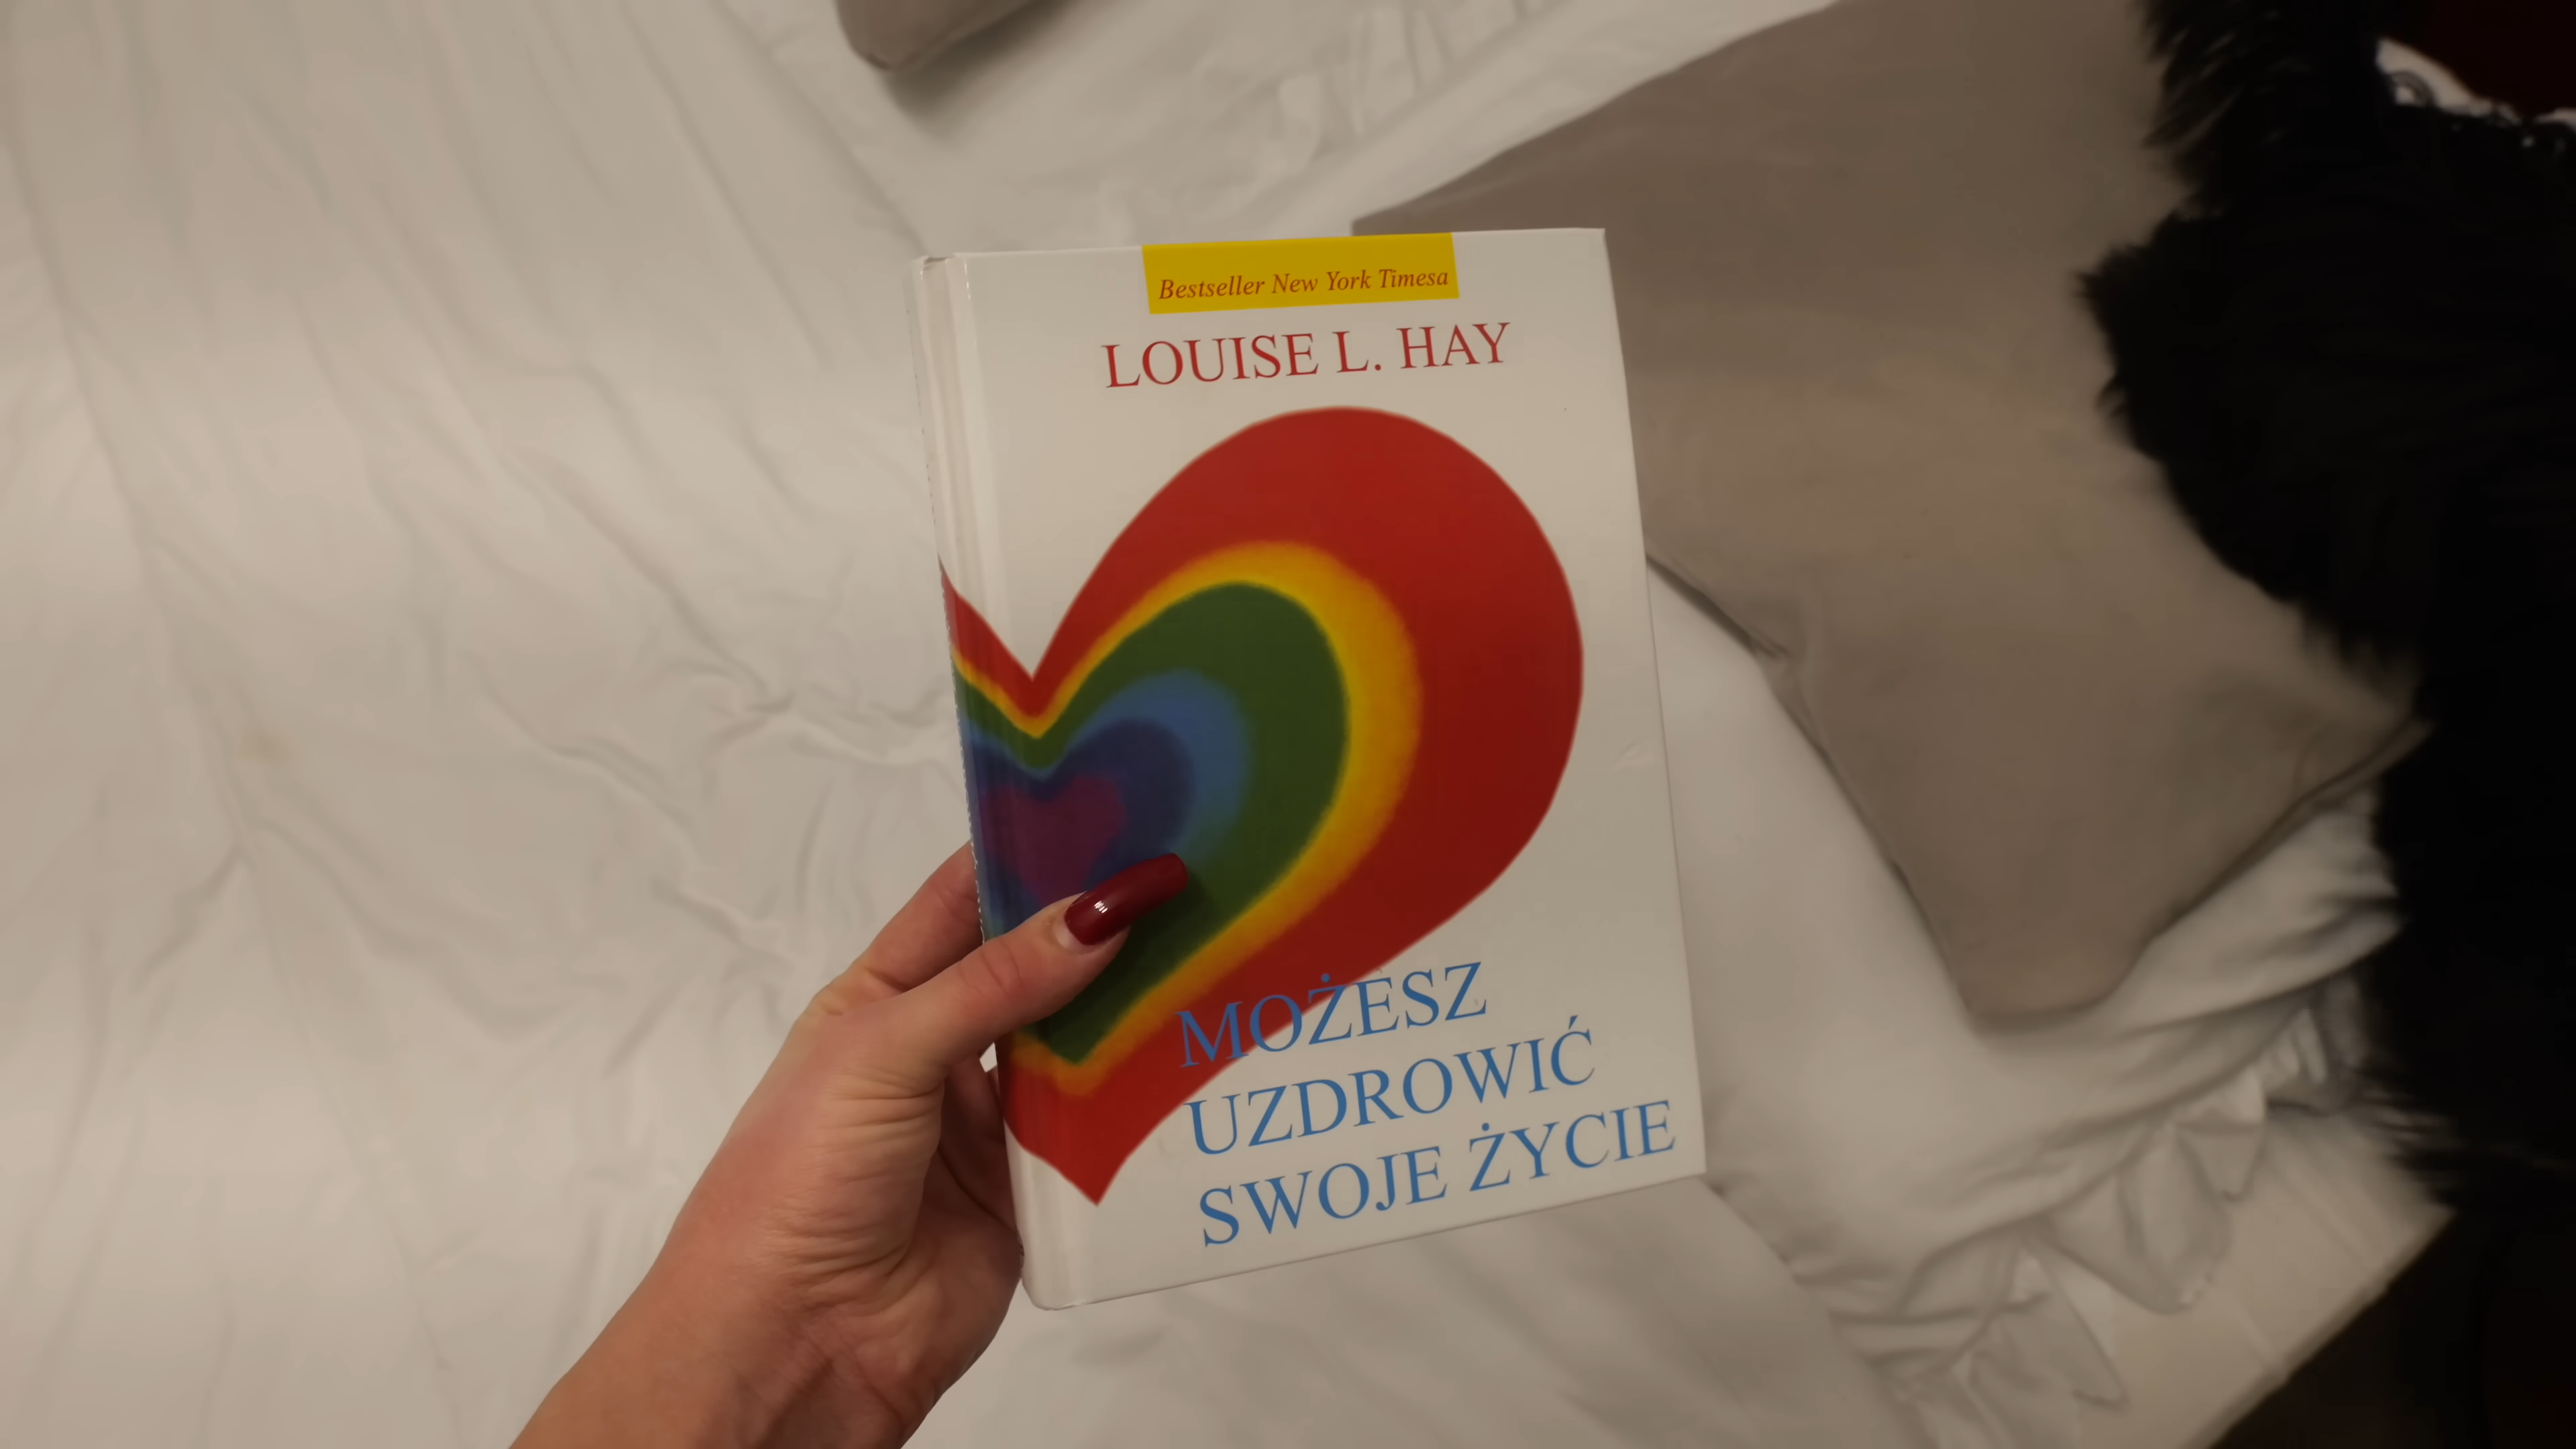 Bestseller New York Timesa
LOUISE L. HAY
MOŻESZ
UZDROWIĆ
SWOJE ŻYCIE